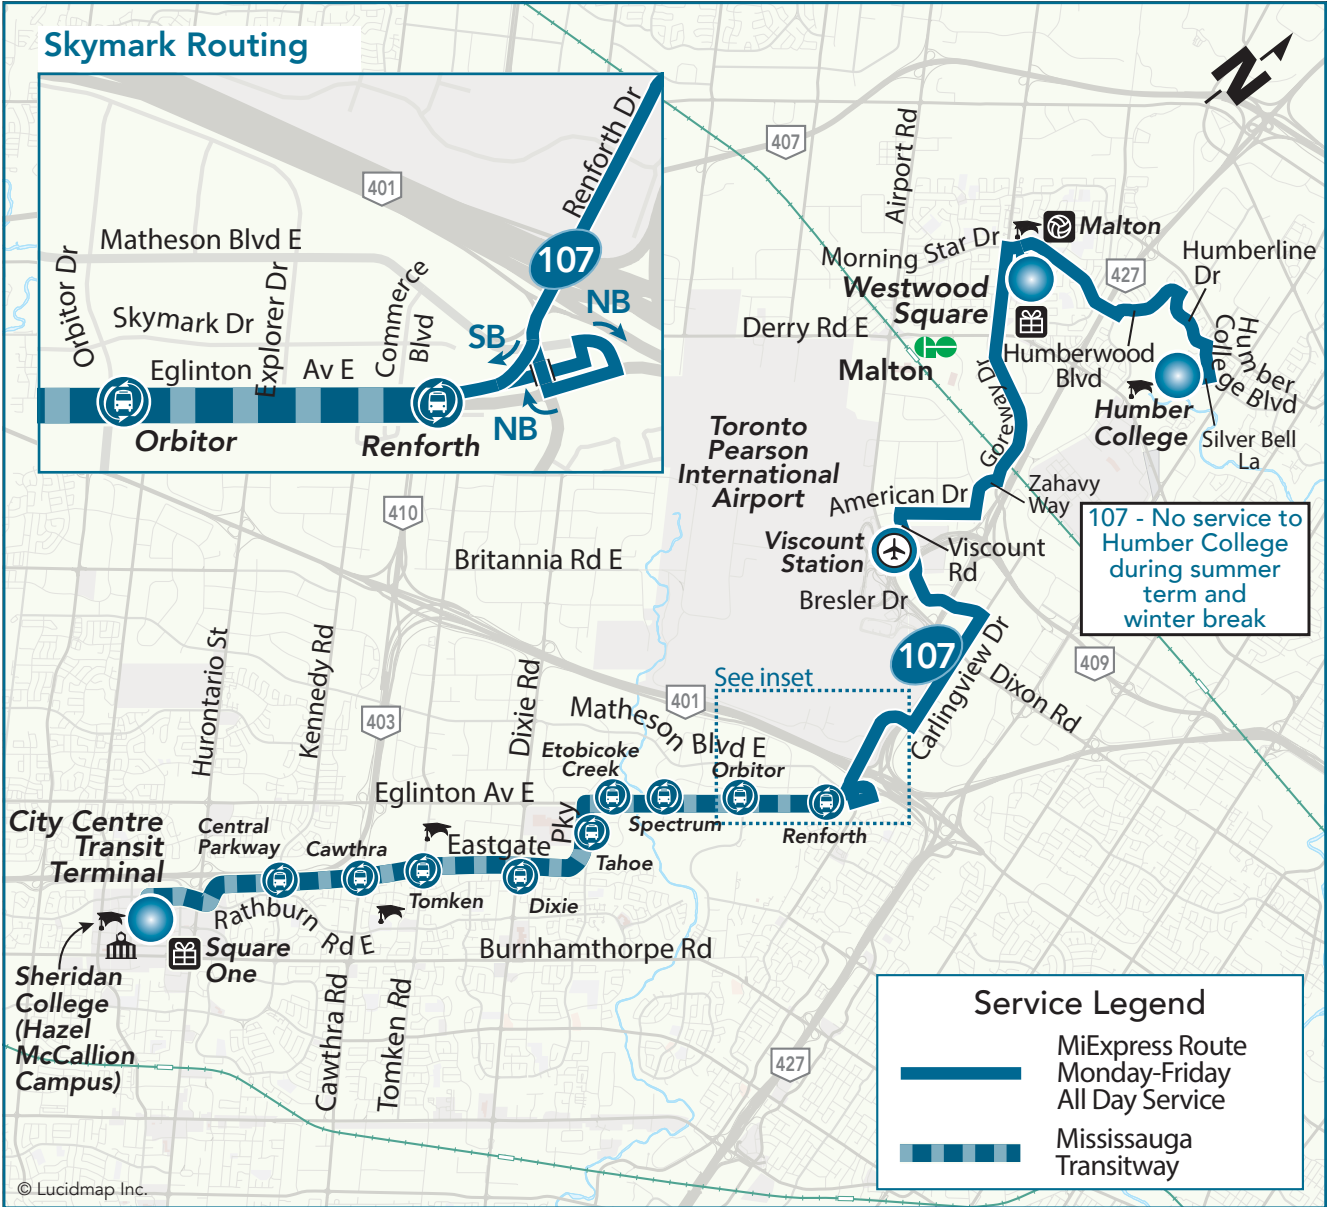 Skymark Routing
401
Renforth Dr
Matheson Blvd E
107
Orbitor Dr
Explorer Dr
Commerce
Blvd
Skymark Dr
NB
SB
Eglinton Av E
NB
Orbitor
Renforth
N
407
Airport Rd
Malton
Morning Star Dr
Humberline
Dr
427
Westwood
Square
Derry Rd E
Malton
Humberwood
Blvd
Humber
College Blvd
Humber
College
Silver Bell
La
Goreway Dr
Toronto
Pearson
International
Airport
American Dr
Zahavy
Way
410
107 - No service to
Humber College
during summer
term and
winter break
Viscount
Station
Viscount
Rd
Britannia Rd E
Bresler Dr
107
Carlingview Dr
Dixon Rd
409
See inset
401
Hurontario St
Kennedy Rd
403
Dixie Rd
Matheson Blvd E
Etobicoke
Creek
Orbitor
Eglinton Av E
Spectrum
Renforth
City Centre
Transit
Terminal
Central
Parkway
Cawthra
Eastgate Pky
Tahoe
Tomken
Dixie
Rathburn Rd E
Square
One
Burnhamthorpe Rd
Sheridan
College
(Hazel
McCallion
Campus)
Cawthra Rd
Tomken Rd
427
Service Legend
MiExpress Route
Monday-Friday
All Day Service
Mississauga
Transitway
© Lucidmap Inc.